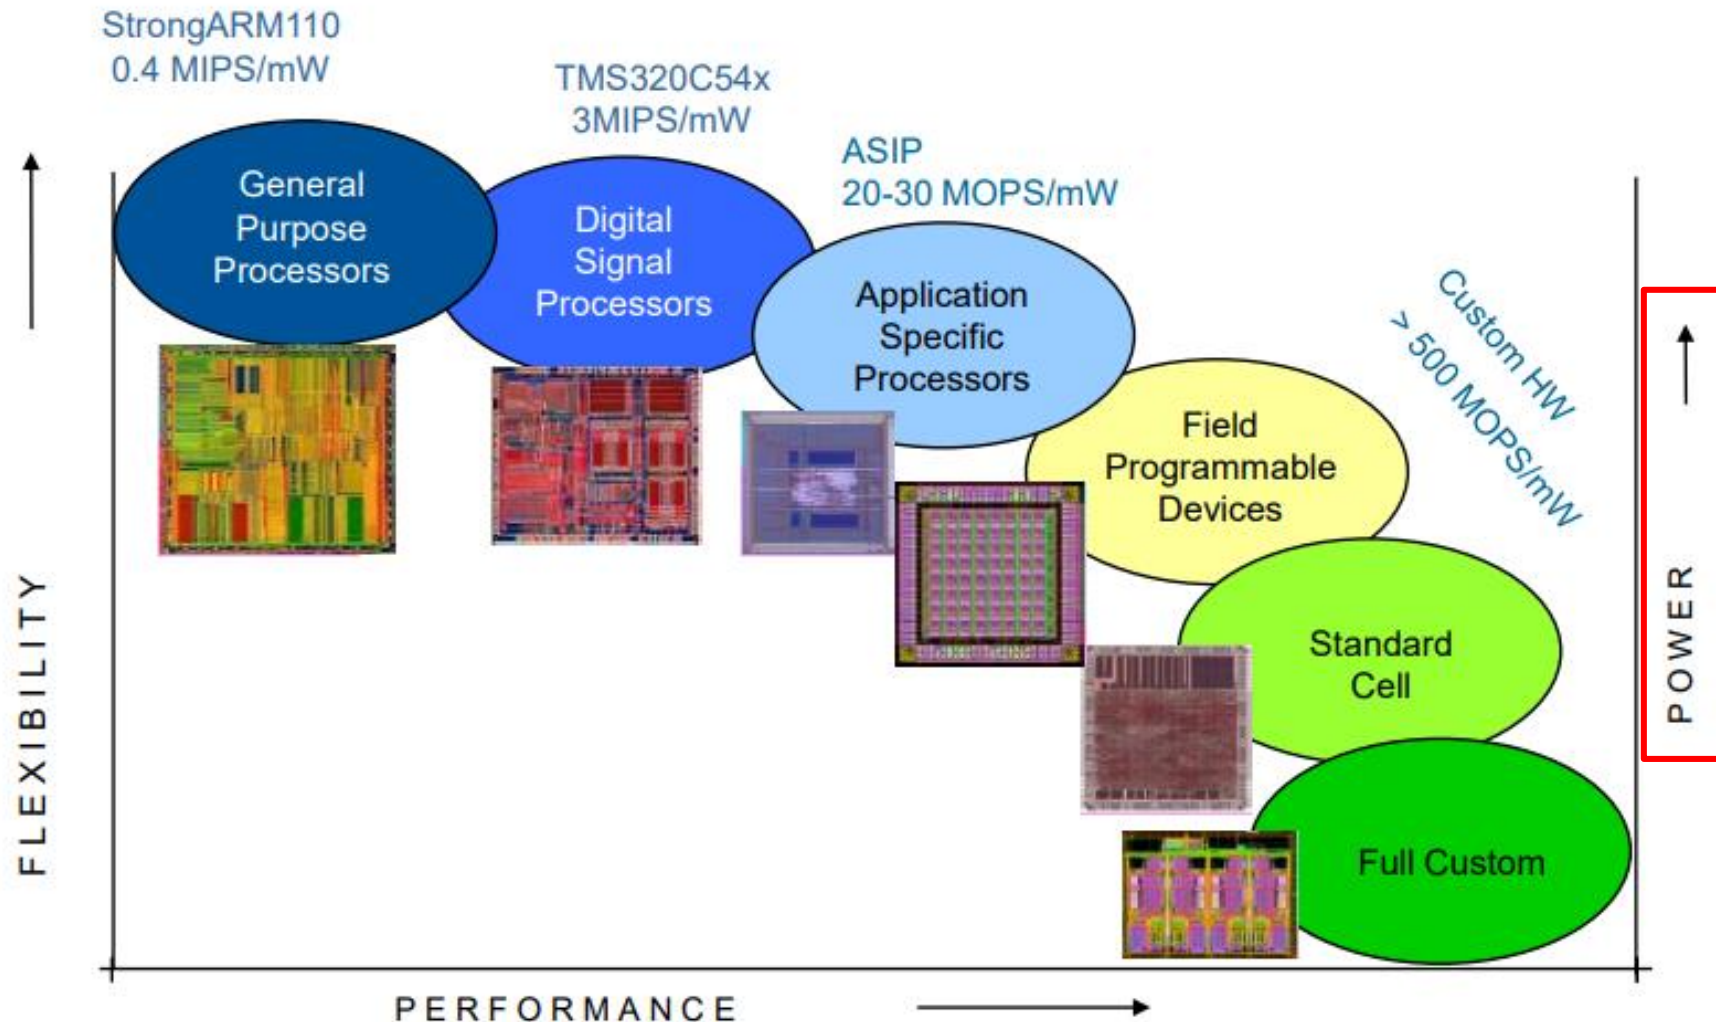 StrongARM110
0.4 MIPS/mW
TMS320C54x
3MIPS/mW
ASIP
20-30 MOPS/mW
Custom HW
> 500 MOPS/mW
General
Purpose
Processors
Digital
Signal
Processors
Application
Specific
Processors
Field
Programmable
Devices
Standard
Cell
Full Custom
FLEXIBILITY
POWER
PERFORMANCE